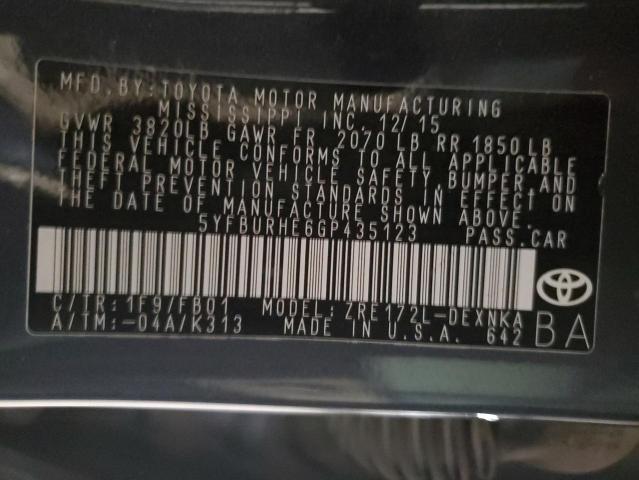 MFD. BY: TOYOTA MOTOR MANUFACTURING
MISSISSIPPI INC. 12/15
GVWR 3820LB GAWR FR 2070 LB RR 1850 LB
THIS VEHICLE CONFORMS TO ALL APPLICABLE
FEDERAL MOTOR VEHICLE SAFETY, BUMPER, AND
THEFT PREVENTION STANDARDS IN EFFECT ON
THE DATE OF MANUFACTURE SHOWN ABOVE.
5YFBURHE6GP435123 PASS.CAR
C/TR: 1F9/FB01 MODEL: ZRE172L-DEXNKA
A/TM: -04A/K313 MADE IN U.S.A. 642
BA